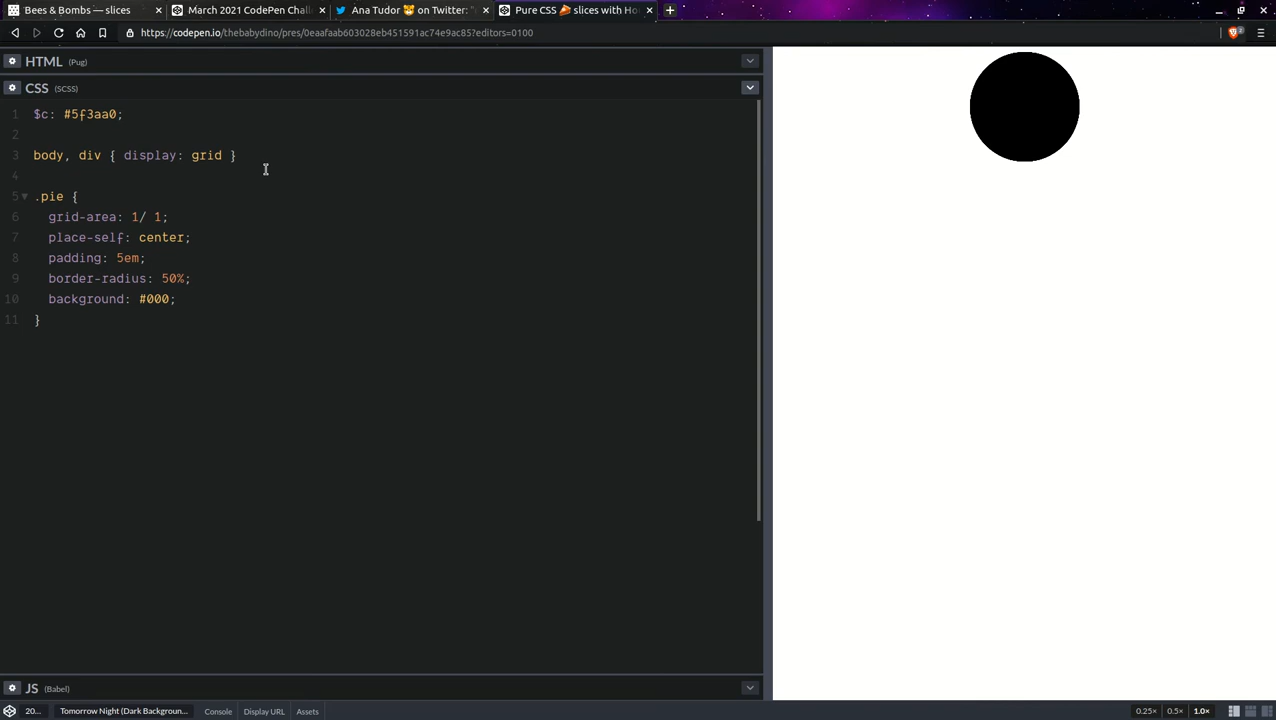 Bees & Bombs — slices
March 2021 CodePen Chall
Ana Tudor 🐯 on Twitter: "
Pure CSS 🍕 slices with Ho
https://codepen.io/thebabydino/pres/0eaafaab603028eb451591ac74e9ac85?editors=0100
2
HTML (Pug)
CSS (SCSS)
1 $c: #5f3aa0;
2
3 body, div { display: grid }
4
5 .pie {
6 grid-area: 1/ 1;
7 place-self: center;
8 padding: 5em;
9 border-radius: 50%;
10 background: #000;
11 }
JS (Babel)
20... Tomorrow Night (Dark Backgroun... Console Display URL Assets 0.25× 0.5× 1.0×